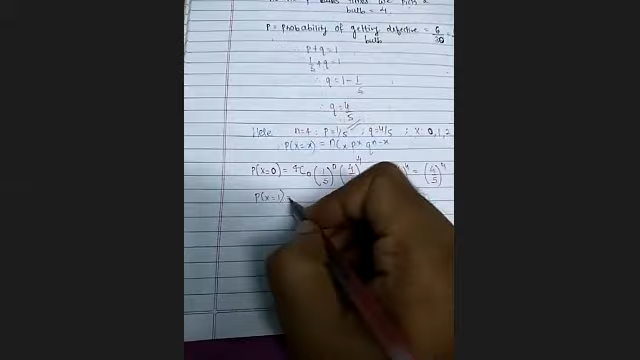 bulb = 4
P = probability of getting defective = 6/30 =
bulb
∴ p+q=1
1/5 + q = 1
∴ q = 1 - 1/5
∴ q = 4/5
Here n=4 ; P=1/5 ; q=4/5 ; x: 0, 1, 2
P(x=x) = nCx p^x q^n-x
P(x=0) = 4C0 (1/5)^0 (4/5)^4 = (4/5)^4
P(x=1) =